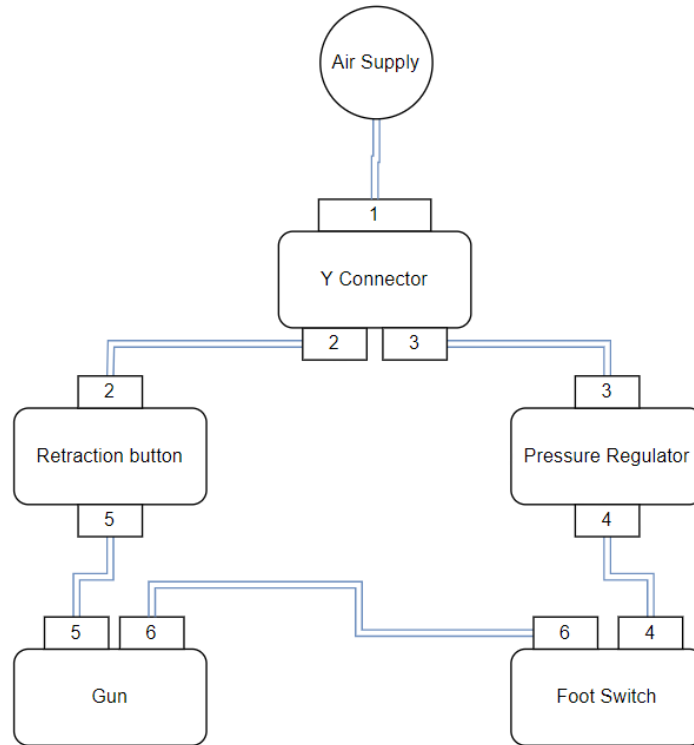 Air Supply
1
Y Connector
2
3
2
3
Retraction button
Pressure Regulator
5
4
5
6
6
4
Gun
Foot Switch